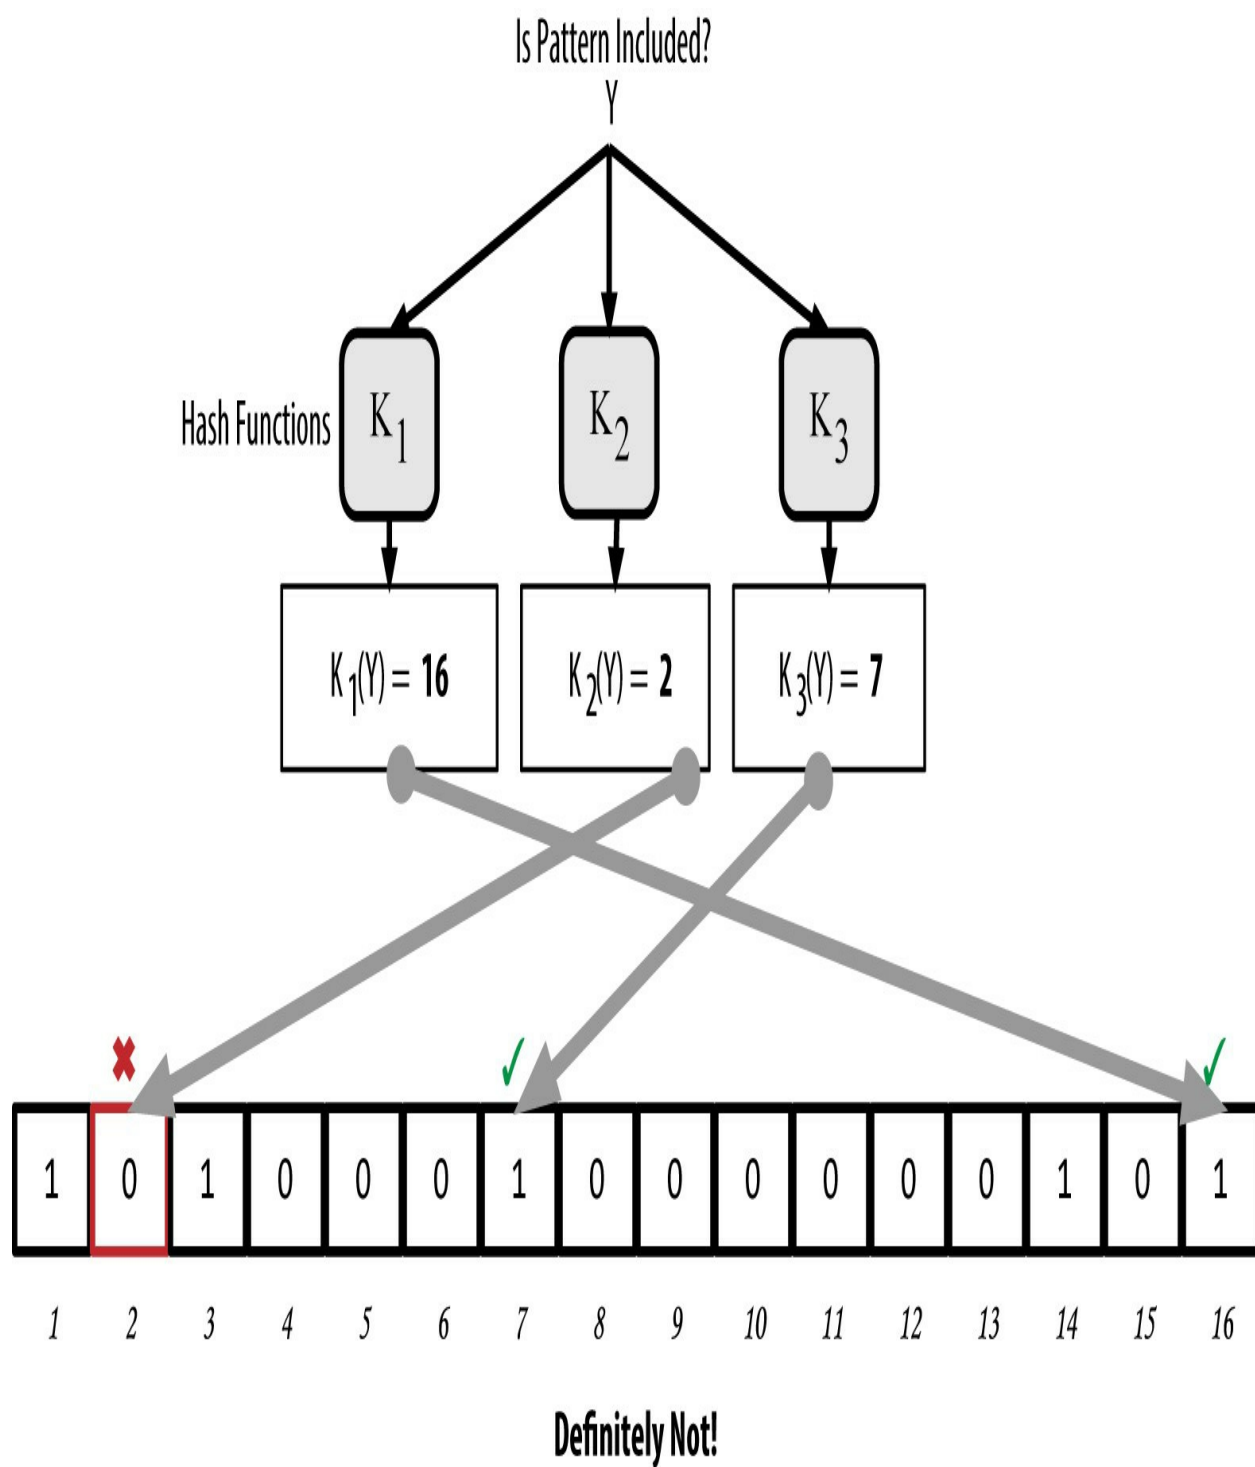 Is Pattern Included?
Y
Hash Functions K1 K2 K3
K1(Y) = 16 K2(Y) = 2 K3(Y) = 7
✖ ✓ ✓
1 0 1 0 0 0 1 0 0 0 0 0 0 1 0 1
1 2 3 4 5 6 7 8 9 10 11 12 13 14 15 16
Definitely Not!